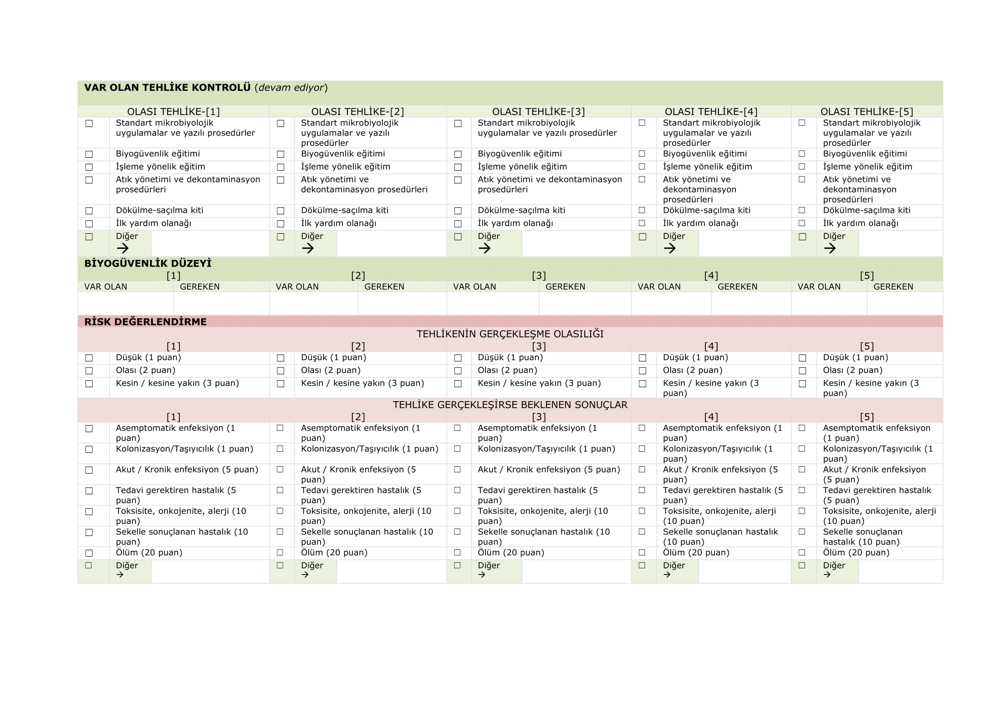 VAR OLAN TEHLİKE KONTROLÜ (devam ediyor)
OLASI TEHLİKE-[1] OLASI TEHLİKE-[2] OLASI TEHLİKE-[3] OLASI TEHLİKE-[4] OLASI TEHLİKE-[5]
☐ Standart mikrobiyolojik ☐ Standart mikrobiyolojik ☐ Standart mikrobiyolojik ☐ Standart mikrobiyolojik ☐ Standart mikrobiyolojik
uygulamalar ve yazılı prosedürler uygulamalar ve yazılı uygulamalar ve yazılı prosedürler uygulamalar ve yazılı uygulamalar ve yazılı
prosedürler prosedürler prosedürler
☐ Biyogüvenlik eğitimi ☐ Biyogüvenlik eğitimi ☐ Biyogüvenlik eğitimi ☐ Biyogüvenlik eğitimi ☐ Biyogüvenlik eğitimi
☐ İşleme yönelik eğitim ☐ İşleme yönelik eğitim ☐ İşleme yönelik eğitim ☐ İşleme yönelik eğitim ☐ İşleme yönelik eğitim
☐ Atık yönetimi ve dekontaminasyon ☐ Atık yönetimi ve ☐ Atık yönetimi ve dekontaminasyon ☐ Atık yönetimi ve ☐ Atık yönetimi ve
prosedürleri dekontaminasyon prosedürleri prosedürleri dekontaminasyon dekontaminasyon
prosedürleri prosedürleri
☐ Dökülme-saçılma kiti ☐ Dökülme-saçılma kiti ☐ Dökülme-saçılma kiti ☐ Dökülme-saçılma kiti ☐ Dökülme-saçılma kiti
☐ İlk yardım olanağı ☐ İlk yardım olanağı ☐ İlk yardım olanağı ☐ İlk yardım olanağı ☐ İlk yardım olanağı
☐ Diğer ☐ Diğer ☐ Diğer ☐ Diğer ☐ Diğer
→ → → → →
BİYOGÜVENLİK DÜZEYİ
[1] [2] [3] [4] [5]
VAR OLAN GEREKEN VAR OLAN GEREKEN VAR OLAN GEREKEN VAR OLAN GEREKEN VAR OLAN GEREKEN
RİSK DEĞERLENDİRME
TEHLİKENİN GERÇEKLEŞME OLASILIĞI
[1] [2] [3] [4] [5]
☐ Düşük (1 puan) ☐ Düşük (1 puan) ☐ Düşük (1 puan) ☐ Düşük (1 puan) ☐ Düşük (1 puan)
☐ Olası (2 puan) ☐ Olası (2 puan) ☐ Olası (2 puan) ☐ Olası (2 puan) ☐ Olası (2 puan)
☐ Kesin / kesine yakın (3 puan) ☐ Kesin / kesine yakın (3 puan) ☐ Kesin / kesine yakın (3 puan) ☐ Kesin / kesine yakın (3 ☐ Kesin / kesine yakın (3
puan) puan)
TEHLİKE GERÇEKLEŞİRSE BEKLENEN SONUÇLAR
[1] [2] [3] [4] [5]
☐ Asemptomatik enfeksiyon (1 ☐ Asemptomatik enfeksiyon (1 ☐ Asemptomatik enfeksiyon (1 ☐ Asemptomatik enfeksiyon (1 ☐ Asemptomatik enfeksiyon
puan) puan) puan) puan) (1 puan)
☐ Kolonizasyon/Taşıyıcılık (1 puan) ☐ Kolonizasyon/Taşıyıcılık (1 puan) ☐ Kolonizasyon/Taşıyıcılık (1 puan) ☐ Kolonizasyon/Taşıyıcılık (1 ☐ Kolonizasyon/Taşıyıcılık (1
puan) puan)
☐ Akut / Kronik enfeksiyon (5 puan) ☐ Akut / Kronik enfeksiyon (5 ☐ Akut / Kronik enfeksiyon (5 puan) ☐ Akut / Kronik enfeksiyon (5 ☐ Akut / Kronik enfeksiyon
puan) puan) (5 puan)
☐ Tedavi gerektiren hastalık (5 ☐ Tedavi gerektiren hastalık (5 ☐ Tedavi gerektiren hastalık (5 ☐ Tedavi gerektiren hastalık (5 ☐ Tedavi gerektiren hastalık
puan) puan) puan) puan) (5 puan)
☐ Toksisite, onkojenite, alerji (10 ☐ Toksisite, onkojenite, alerji (10 ☐ Toksisite, onkojenite, alerji (10 ☐ Toksisite, onkojenite, alerji ☐ Toksisite, onkojenite, alerji
puan) puan) puan) (10 puan) (10 puan)
☐ Sekelle sonuçlanan hastalık (10 ☐ Sekelle sonuçlanan hastalık (10 ☐ Sekelle sonuçlanan hastalık (10 ☐ Sekelle sonuçlanan hastalık ☐ Sekelle sonuçlanan
puan) puan) puan) (10 puan) hastalık (10 puan)
☐ Ölüm (20 puan) ☐ Ölüm (20 puan) ☐ Ölüm (20 puan) ☐ Ölüm (20 puan) ☐ Ölüm (20 puan)
☐ Diğer ☐ Diğer ☐ Diğer ☐ Diğer ☐ Diğer
→ → → → →